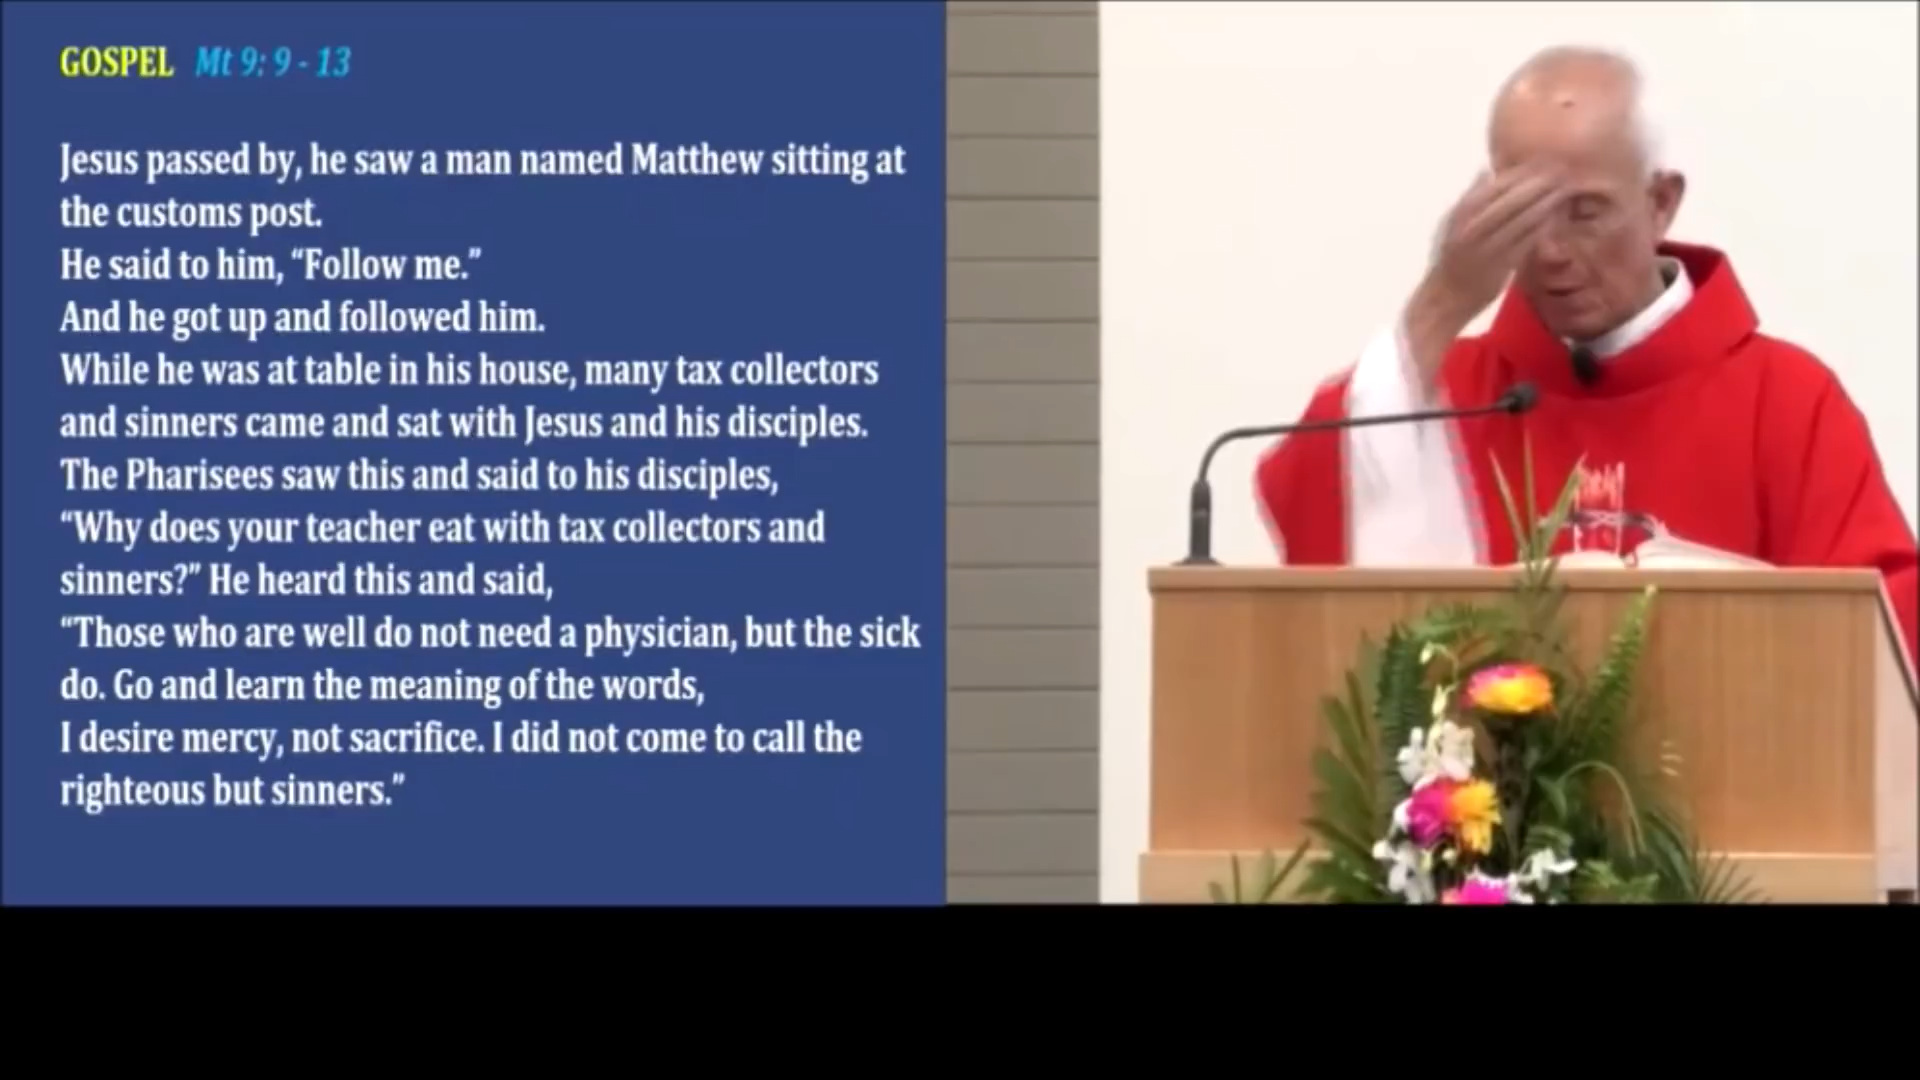 GOSPEL Mt 9: 9 - 13
Jesus passed by, he saw a man named Matthew sitting at
the customs post.
He said to him, “Follow me.”
And he got up and followed him.
While he was at table in his house, many tax collectors
and sinners came and sat with Jesus and his disciples.
The Pharisees saw this and said to his disciples,
“Why does your teacher eat with tax collectors and
sinners?” He heard this and said,
“Those who are well do not need a physician, but the sick
do. Go and learn the meaning of the words,
I desire mercy, not sacrifice. I did not come to call the
righteous but sinners.”